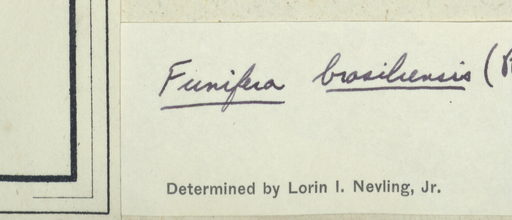 Funifera brasiliensis (
Determined by Lorin I. Nevling, Jr.